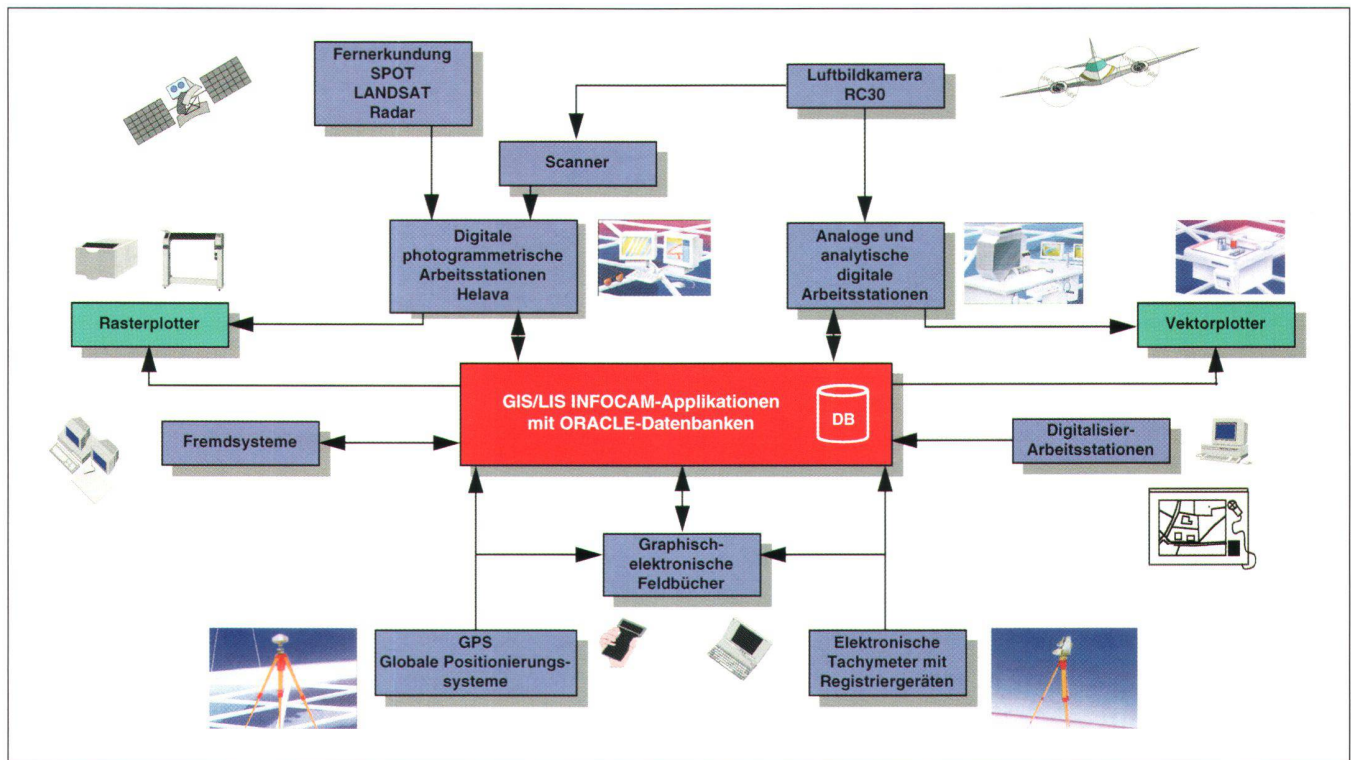 Fernerkundung
SPOT
LANDSAT
Radar
Luftbildkamera
RC30
Scanner
Digitale
photogrammetrische
Arbeitsstationen
Helava
Analoge und
analytische
digitale
Arbeitsstationen
Rasterplotter
Vektorplotter
GIS/LIS INFOCAM-Applikationen
mit ORACLE-Datenbanken
DB
Fremdsysteme
Digitalisier-
Arbeitsstationen
Graphisch-
elektronische
Feldbücher
GPS
Globale Positionierungs-
systeme
Elektronische
Tachymeter mit
Registriergeräten